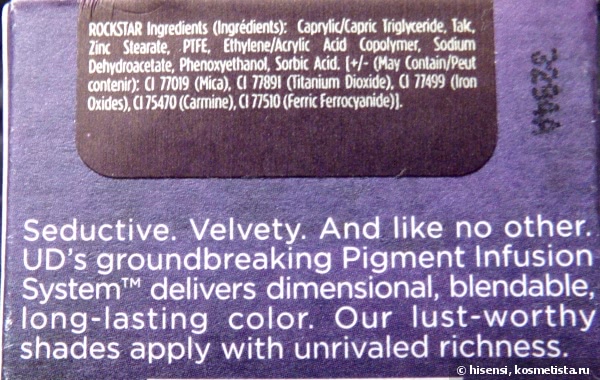 ROCKSTAR Ingredients (Ingrédients): Caprylic/Capric Triglyceride, Talc,
Zinc Stearate, PTFE, Ethylene/Acrylic Acid Copolymer, Sodium
Dehydroacetate, Phenoxyethanol, Sorbic Acid. [+/- (May Contain/Peut
contenir): CI 77019 (Mica), CI 77891 (Titanium Dioxide), CI 77499 (Iron
Oxides), CI 75470 (Carmine), CI 77510 (Ferric Ferrocyanide)].
3294A
Seductive. Velvety. And like no other.
UD's groundbreaking Pigment Infusion
System™ delivers dimensional, blendable,
long-lasting color. Our lust-worthy
shades apply with unrivaled richness.
© hisensi, kosmetista.ru